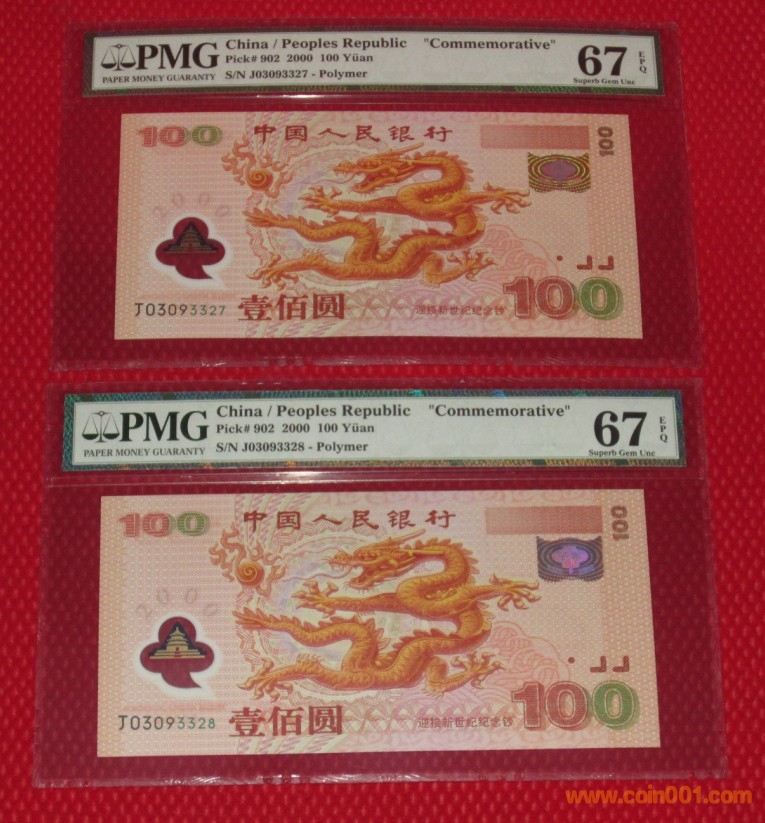 PMG
PAPER MONEY GUARANTY
China / Peoples Republic "Commemorative"
Pick# 902 2000 100 Yüan
S/N J03093327 - Polymer
67 EPQ
Superb Gem Unc
100
中国人民银行
100
2000
J03093327
壹佰圆
迎接新世纪纪念钞
100
PMG
PAPER MONEY GUARANTY
China / Peoples Republic "Commemorative"
Pick# 902 2000 100 Yüan
S/N J03093328 - Polymer
67 EPQ
Superb Gem Unc
100
中国人民银行
100
2000
J03093328
壹佰圆
迎接新世纪纪念钞
100
www.coin001.com